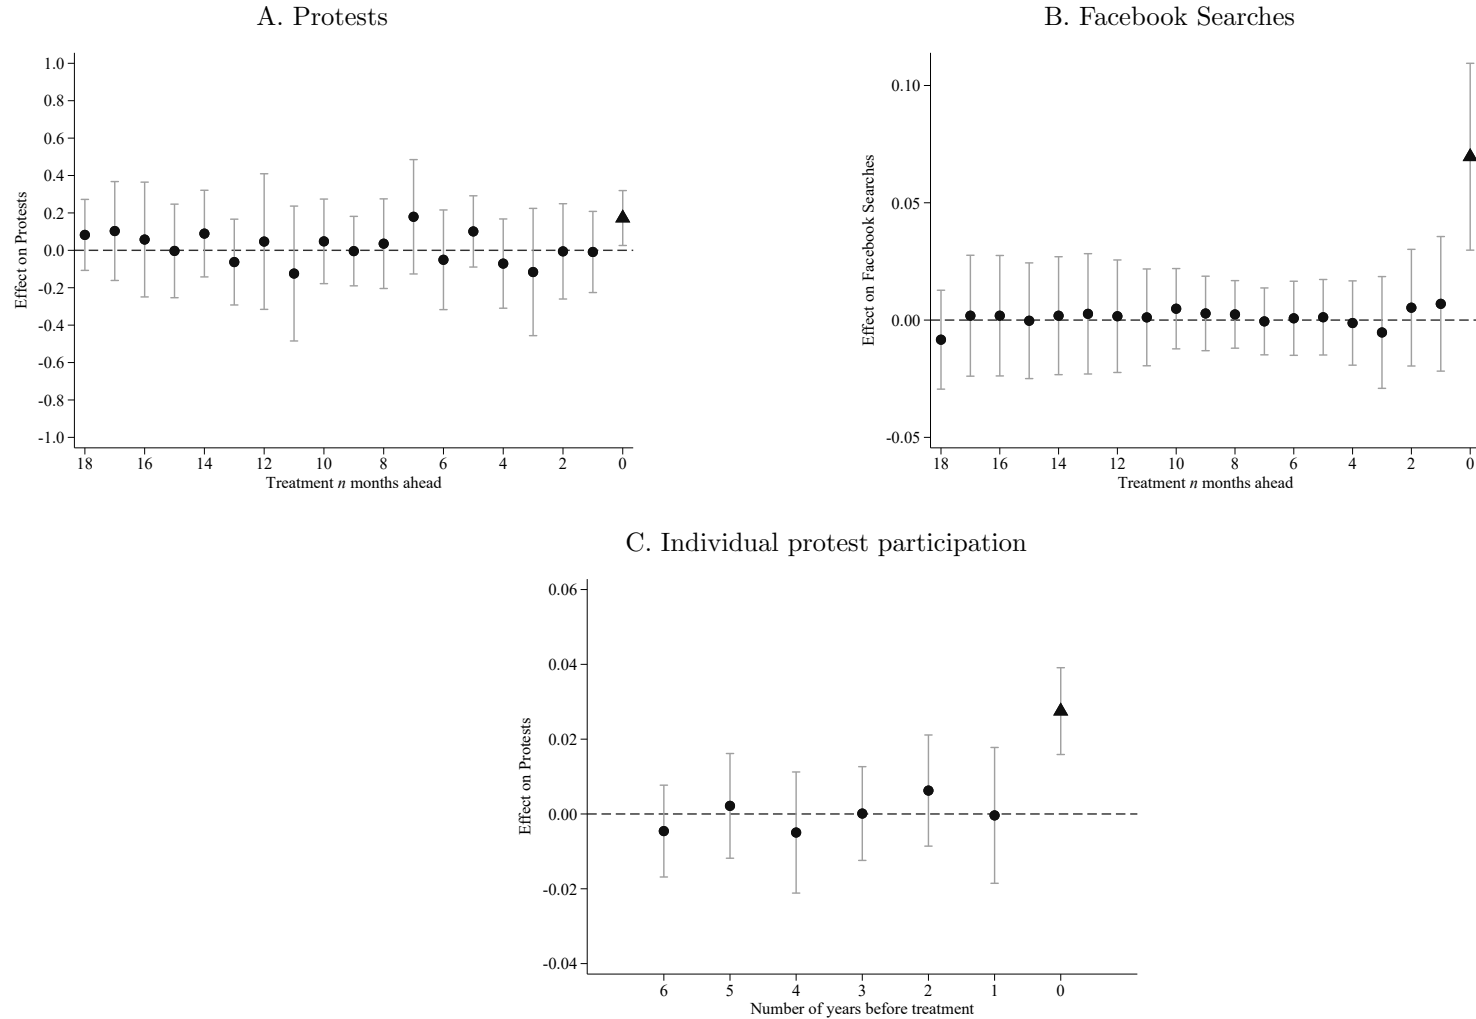 A. Protests
Effect on Protests
1.0
0.8
0.6
0.4
0.2
0.0
-0.2
-0.4
-0.6
-0.8
-1.0
18 16 14 12 10 8 6 4 2 0
Treatment n months ahead
B. Facebook Searches
Effect on Facebook Searches
0.10
0.05
0.00
-0.05
18 16 14 12 10 8 6 4 2 0
Treatment n months ahead
C. Individual protest participation
Effect on Protests
0.06
0.04
0.02
0.00
-0.02
-0.04
6 5 4 3 2 1 0
Number of years before treatment